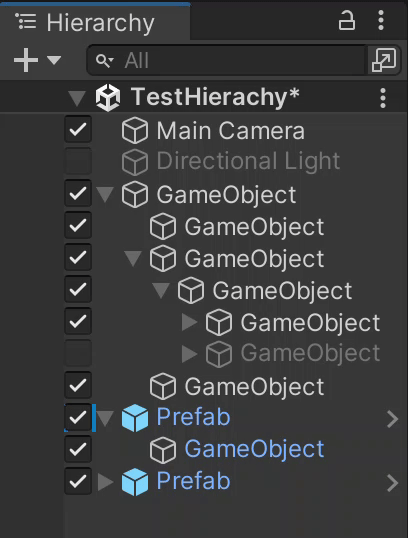 Hierarchy
All
TestHierachy*
Main Camera
Directional Light
GameObject
GameObject
GameObject
GameObject
GameObject
GameObject
GameObject
Prefab
GameObject
Prefab